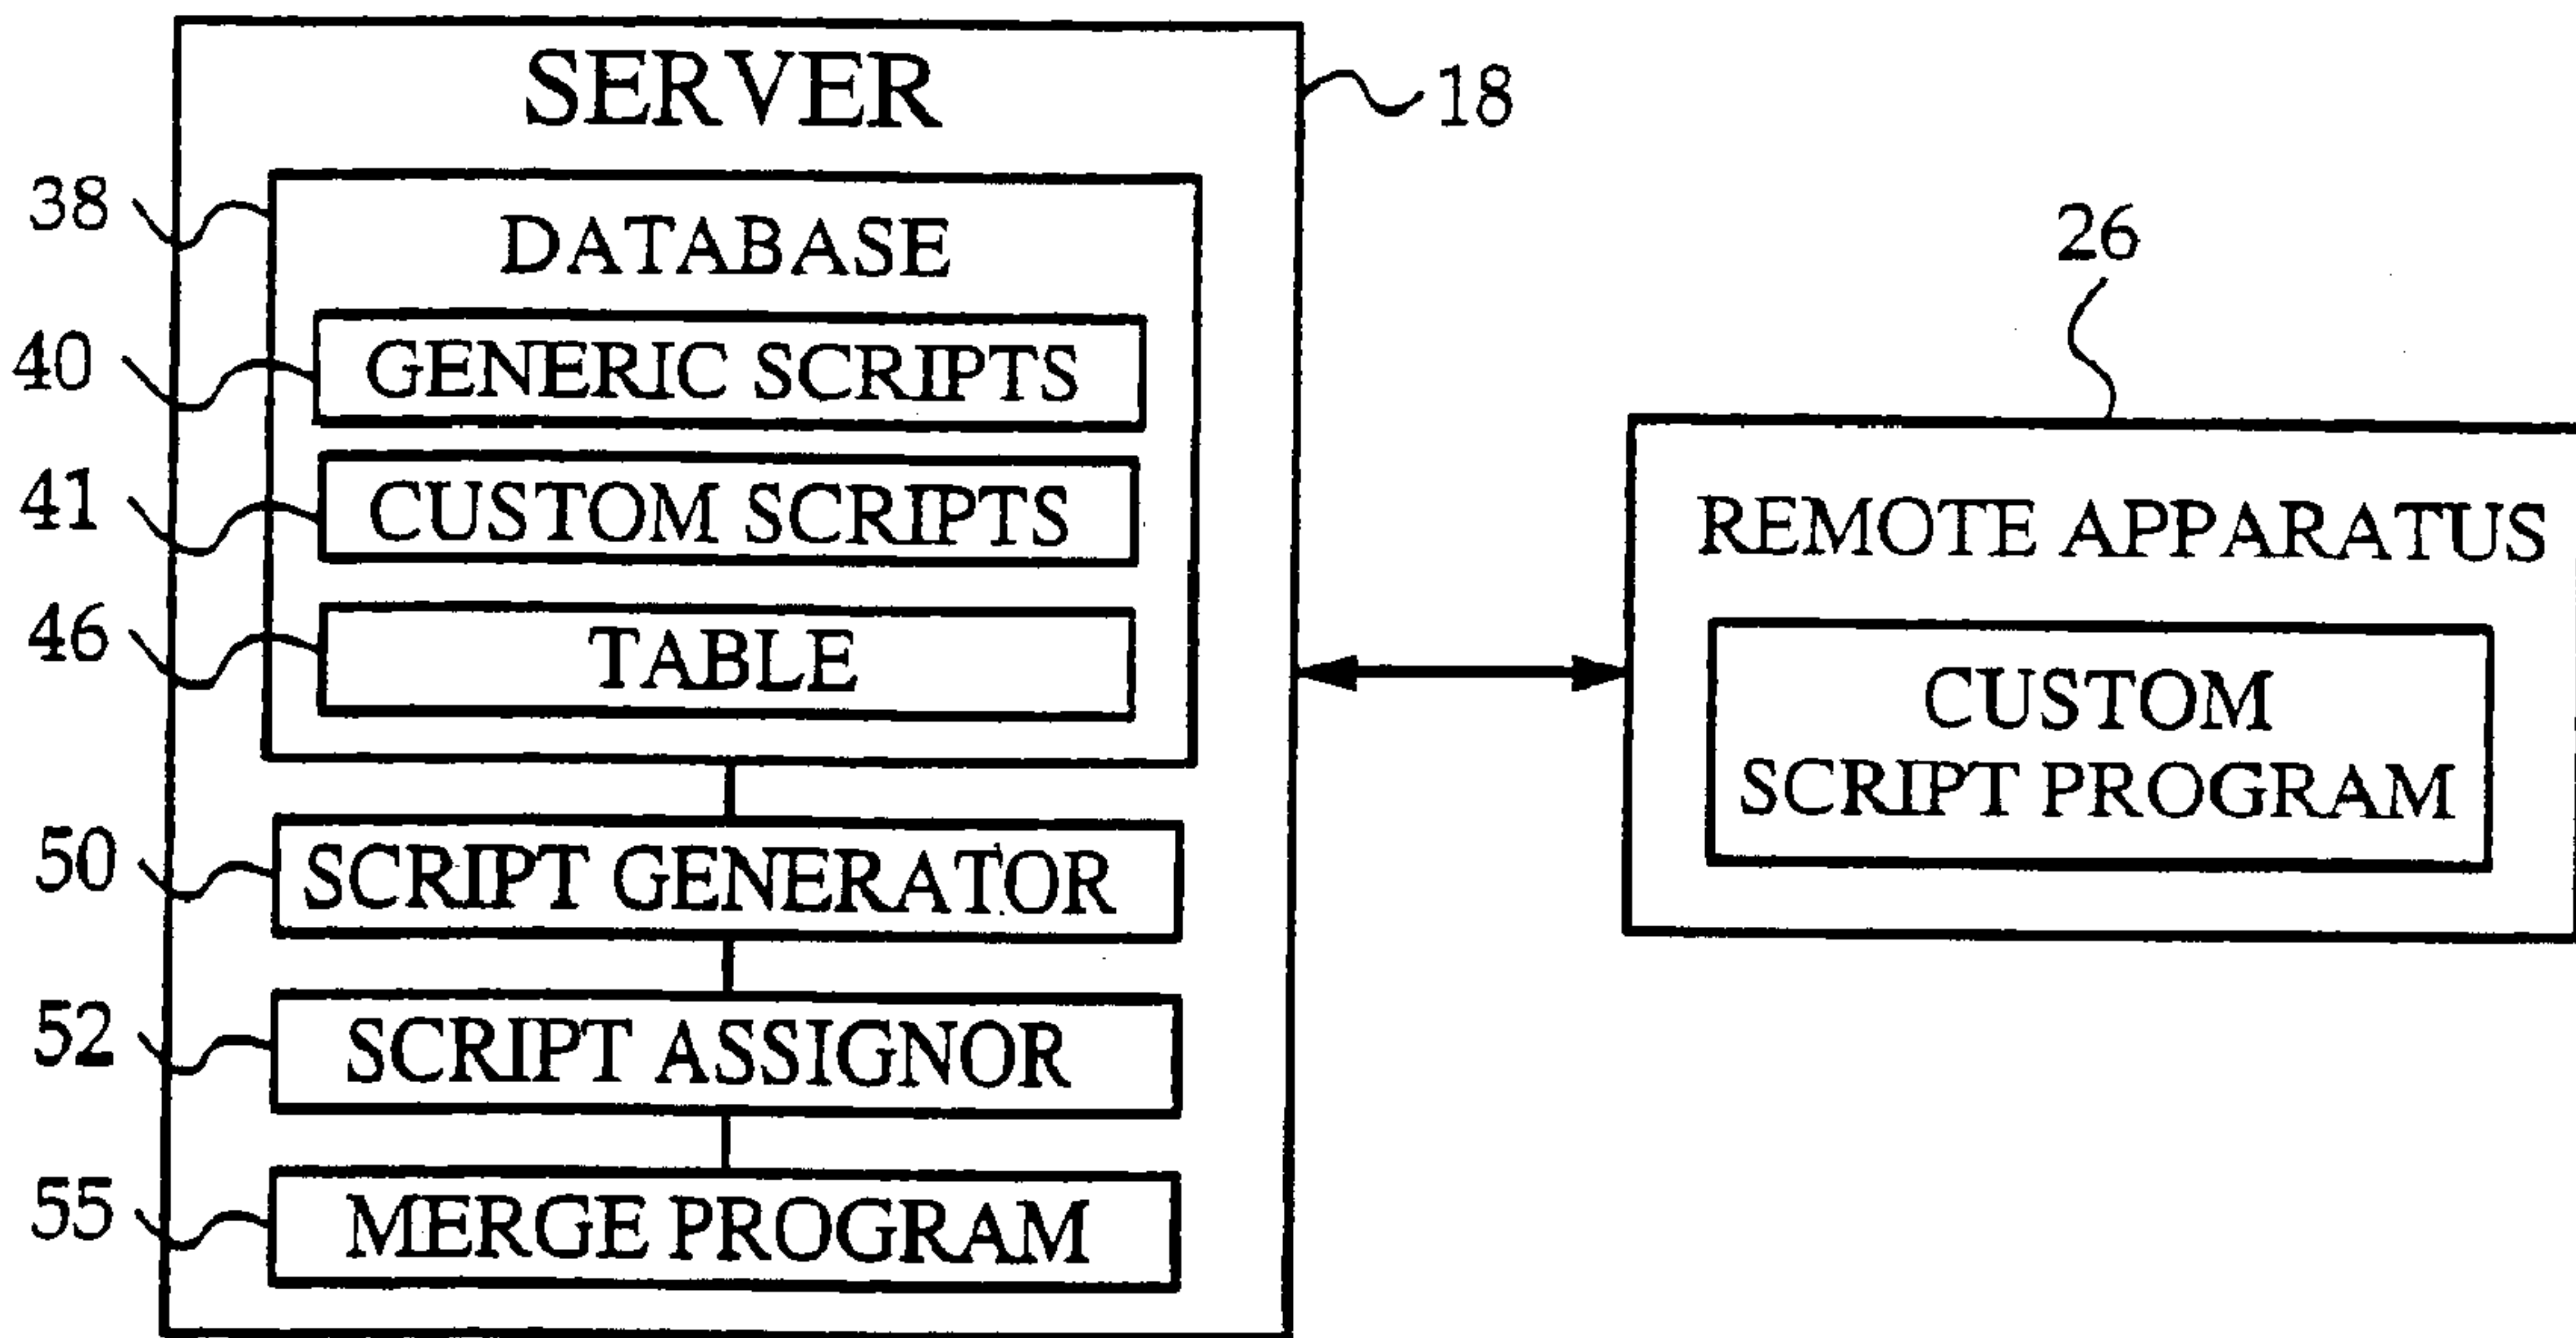 SERVER
18
38
DATABASE
40
GENERIC SCRIPTS
41
CUSTOM SCRIPTS
46
TABLE
50
SCRIPT GENERATOR
52
SCRIPT ASSIGNOR
55
MERGE PROGRAM
26
REMOTE APPARATUS
CUSTOM
SCRIPT PROGRAM